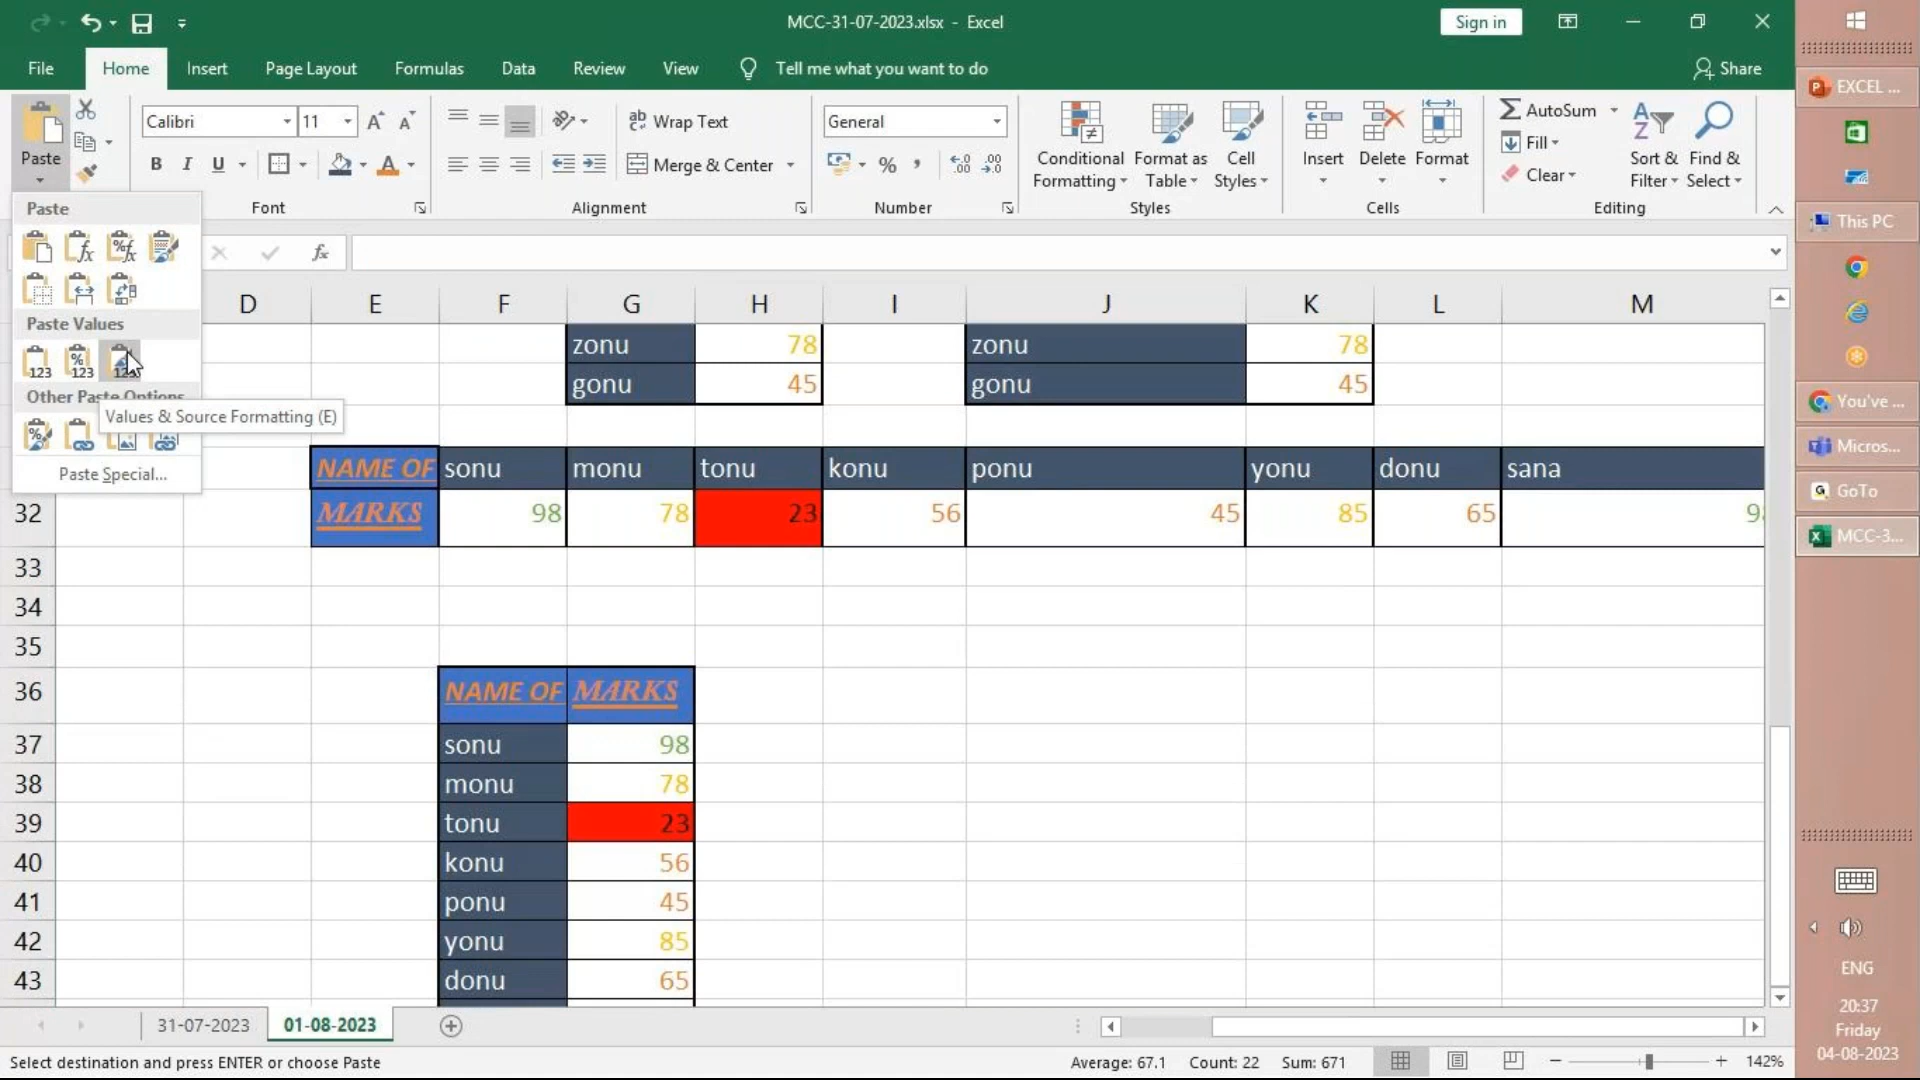 MCC-31-07-2023.xlsx - Excel
Sign in
File Home Insert Page Layout Formulas Data Review View Tell me what you want to do Share
Paste
Calibri 11
B I U
Wrap Text
Merge & Center
General
% ,
Conditional Formatting
Format as Table
Cell Styles
Insert Delete Format
AutoSum
Fill
Clear
Sort & Filter
Find & Select
Font Alignment Number Styles Cells Editing
Paste
Paste Values
Other Paste Options
Values & Source Formatting (E)
Paste Special...
fx
D E F G H I J K L M
zonu 78 zonu 78
gonu 45 gonu 45
NAME OF sonu monu tonu konu ponu yonu donu sana
32 MARKS 98 78 23 56 45 85 65
33
34
35
36 NAME OF MARKS
37 sonu 98
38 monu 78
39 tonu 23
40 konu 56
41 ponu 45
42 yonu 85
43 donu 65
31-07-2023 01-08-2023
Select destination and press ENTER or choose Paste
Average: 67.1 Count: 22 Sum: 671
142%
EXCEL ...
This PC
You've ...
Micros...
GoTo
MCC-3...
ENG
20:37
Friday
04-08-2023